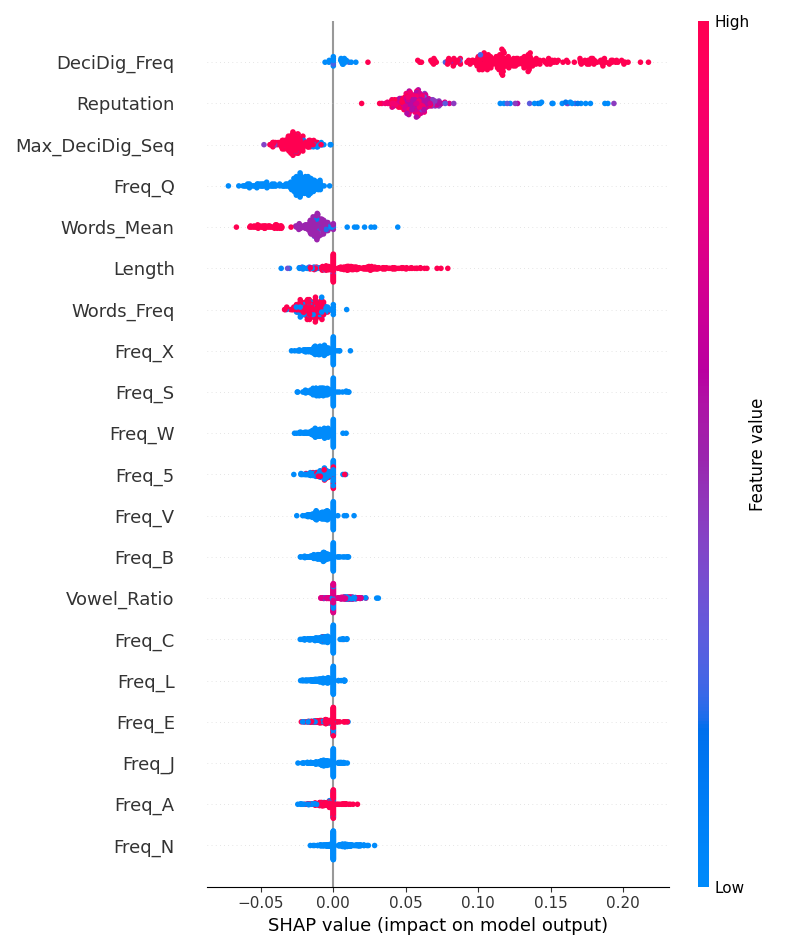 High
DeciDig_Freq
Reputation
Max_DeciDig_Seq
Freq_Q
Words_Mean
Length
Words_Freq
Freq_X
Freq_S
Freq_W
Freq_5
Freq_V
Freq_B
Vowel_Ratio
Freq_C
Freq_L
Freq_E
Freq_J
Freq_A
Freq_N
Feature value
Low
−0.05 0.00 0.05 0.10 0.15 0.20
SHAP value (impact on model output)